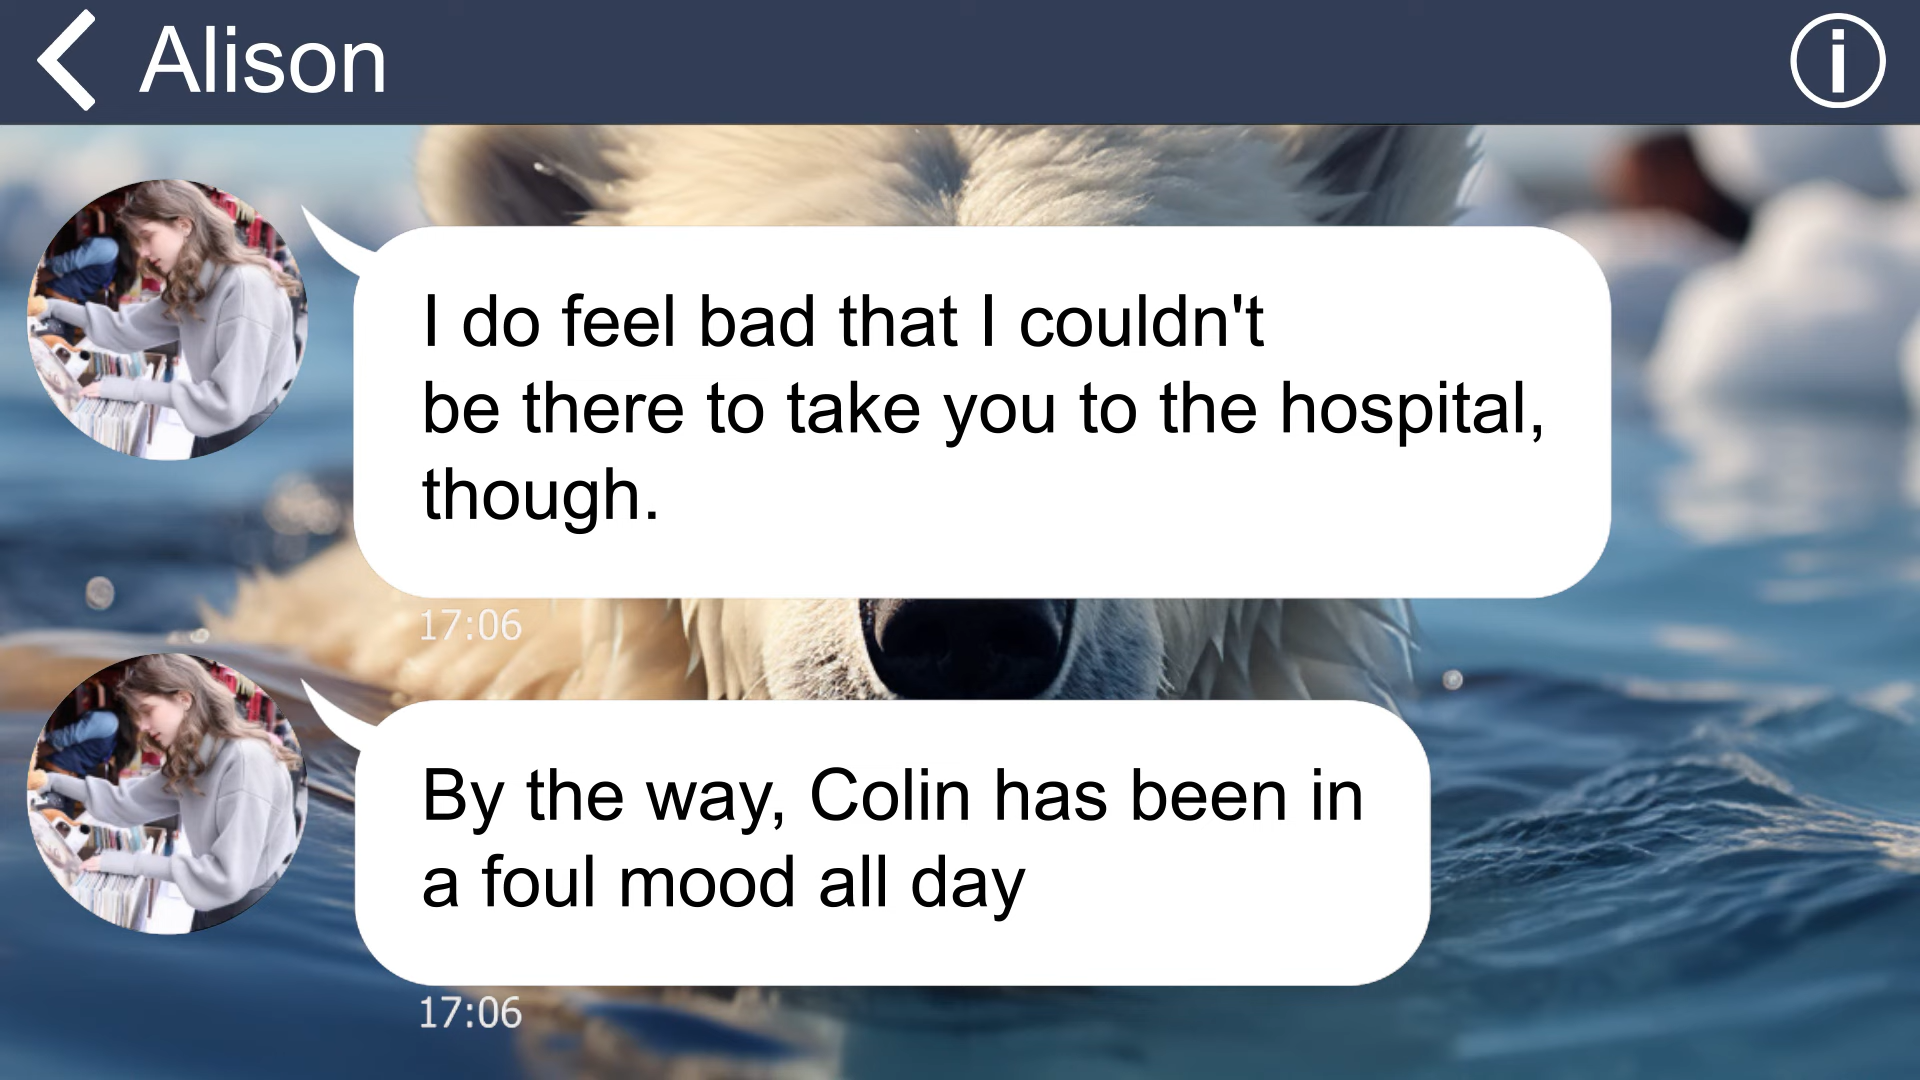 Alison
I do feel bad that I couldn't
be there to take you to the hospital,
though.
17:06
By the way, Colin has been in
a foul mood all day
17:06